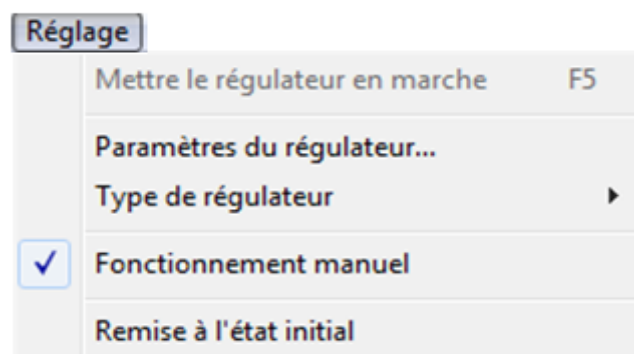 Réglage
Mettre le régulateur en marche F5
Paramètres du régulateur...
Type de régulateur
Fonctionnement manuel
Remise à l'état initial